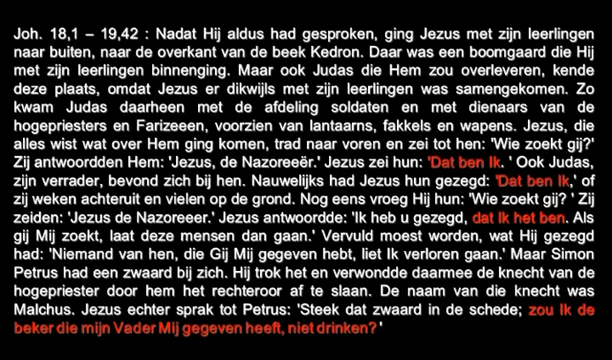 Joh. 18,1 – 19,42 : Nadat Hij aldus had gesproken, ging Jezus met zijn leerlingen
naar buiten, naar de overkant van de beek Kedron. Daar was een boomgaard die Hij
met zijn leerlingen binnenging. Maar ook Judas die Hem zou overleveren, kende
deze plaats, omdat Jezus er dikwijls met zijn leerlingen was samengekomen. Zo
kwam Judas daarheen met de afdeling soldaten en met dienaars van de
hogepriesters en Farizeeen, voorzien van lantaarns, fakkels en wapens. Jezus, die
alles wist wat over Hem ging komen, trad naar voren en zei tot hen: 'Wie zoekt gij?'
Zij antwoordden Hem: 'Jezus, de Nazoreeër.' Jezus zei hun: 'Dat ben Ik. ' Ook Judas,
zijn verrader, bevond zich bij hen. Nauwelijks had Jezus hun gezegd: 'Dat ben Ik,' of
zij weken achteruit en vielen op de grond. Nog eens vroeg Hij hun: 'Wie zoekt gij? ' Zij
zeiden: 'Jezus de Nazoreeer.' Jezus antwoordde: 'Ik heb u gezegd, dat Ik het ben. Als
gij Mij zoekt, laat deze mensen dan gaan.' Vervuld moest worden, wat Hij gezegd
had: 'Niemand van hen, die Gij Mij gegeven hebt, liet Ik verloren gaan.' Maar Simon
Petrus had een zwaard bij zich. Hij trok het en verwondde daarmee de knecht van de
hogepriester door hem het rechteroor af te slaan. De naam van die knecht was
Malchus. Jezus echter sprak tot Petrus: 'Steek dat zwaard in de schede; zou Ik de
beker die mijn Vader Mij gegeven heeft, niet drinken? '